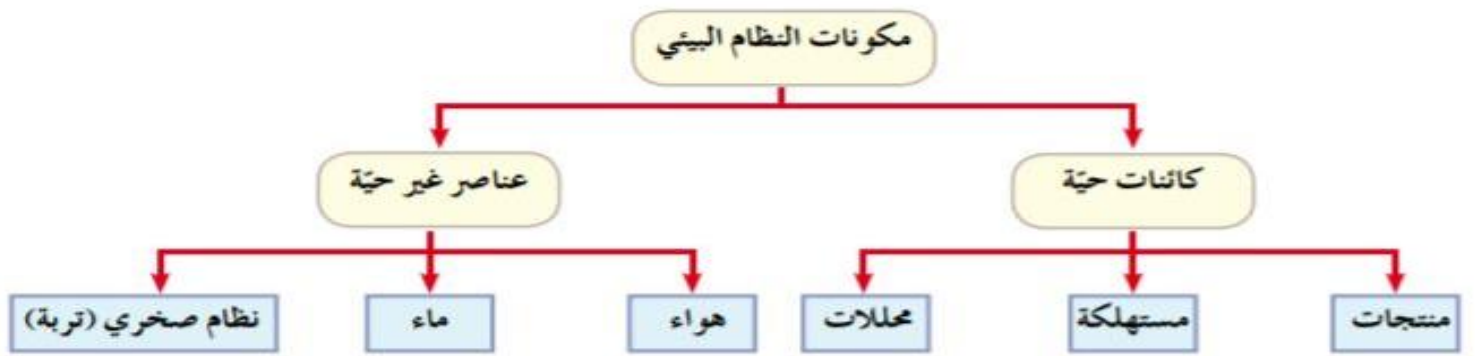 مكونات النظام البيئي
كائنات حيّة
عناصر غير حيّة
منتجات
مستهلكة
محللات
هواء
ماء
نظام صخري (تربة)